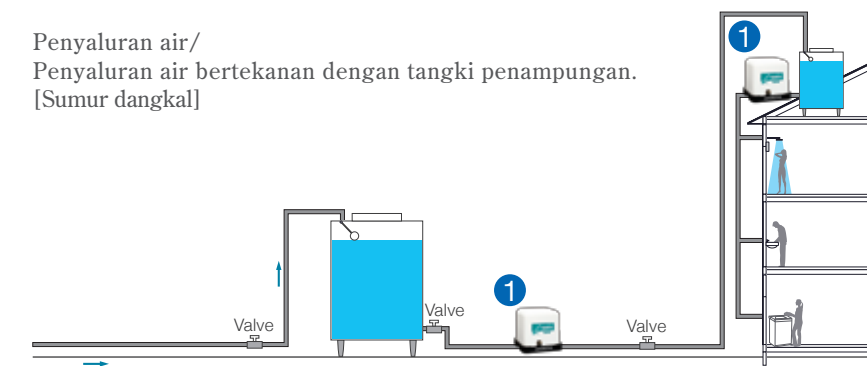 Penyaluran air/
Penyaluran air bertekanan dengan tangki penampungan.
[Sumur dangkal]
1
1
Valve
Valve
Valve